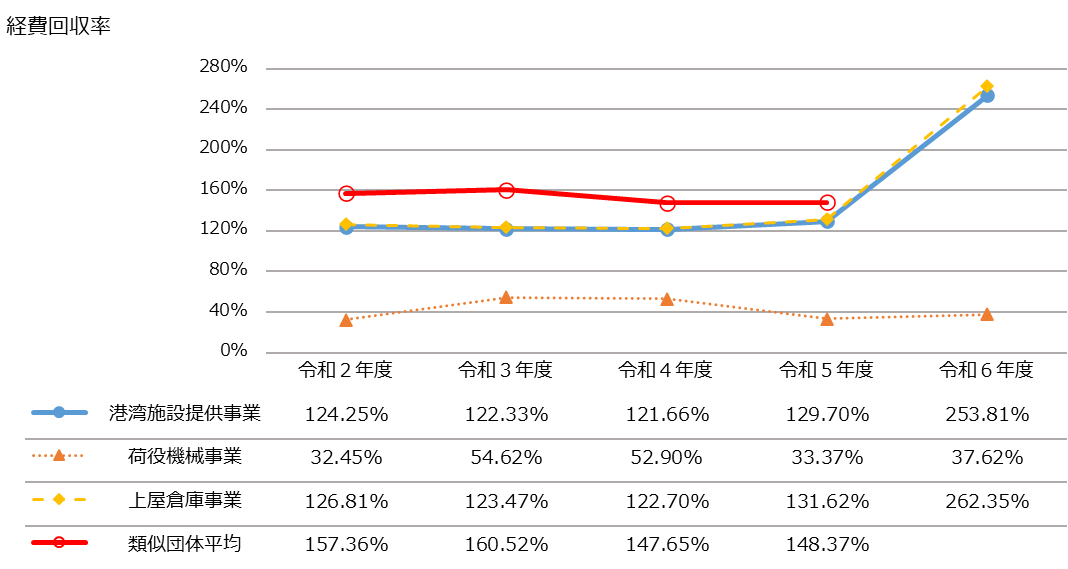 経費回収率
280%
240%
200%
160%
120%
80%
40%
0%
令和２年度 令和３年度 令和４年度 令和５年度 令和６年度
港湾施設提供事業 124.25% 122.33% 121.66% 129.70% 253.81%
荷役機械事業 32.45% 54.62% 52.90% 33.37% 37.62%
上屋倉庫事業 126.81% 123.47% 122.70% 131.62% 262.35%
類似団体平均 157.36% 160.52% 147.65% 148.37%